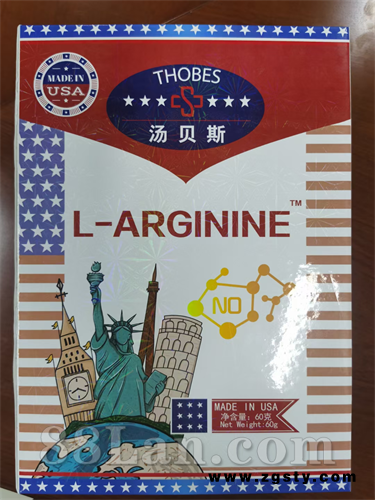 MADE IN
USA
THOBES
汤贝斯
L-ARGININE™
NO
MADE IN USA
净含量：60克
Net Weight:60g
88Lan.com
www.zgsty.com